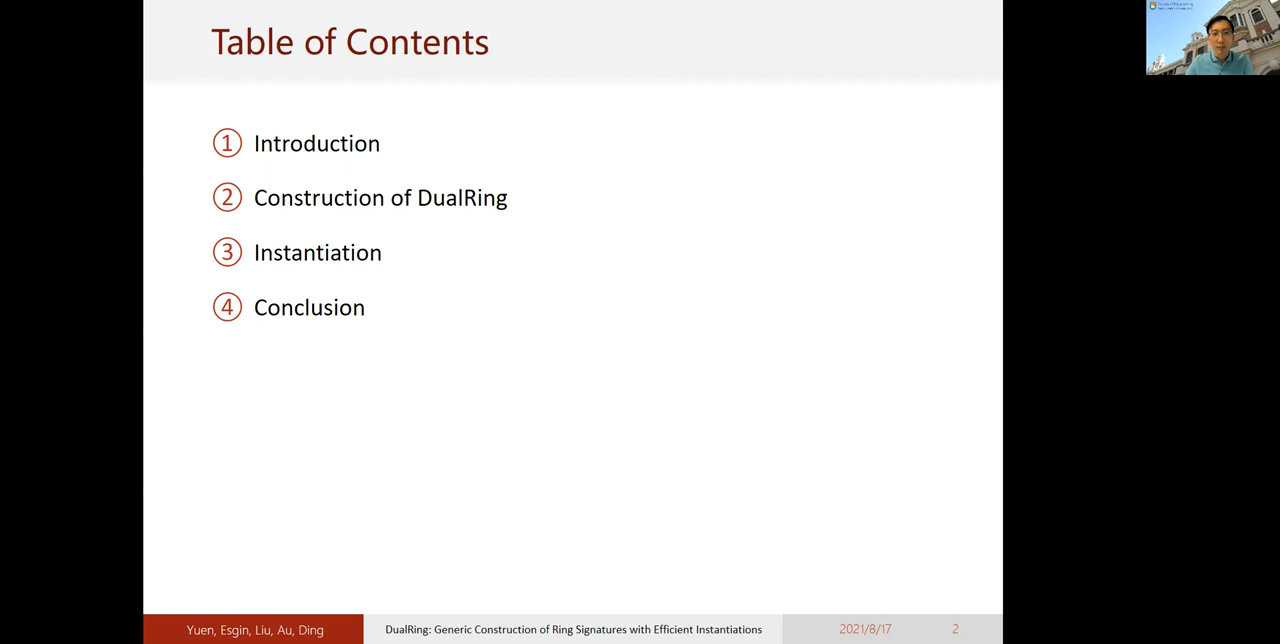 Table of Contents
1 Introduction
2 Construction of DualRing
3 Instantiation
4 Conclusion
Yuen, Esgin, Liu, Au, Ding
DualRing: Generic Construction of Ring Signatures with Efficient Instantiations
2021/8/17
2